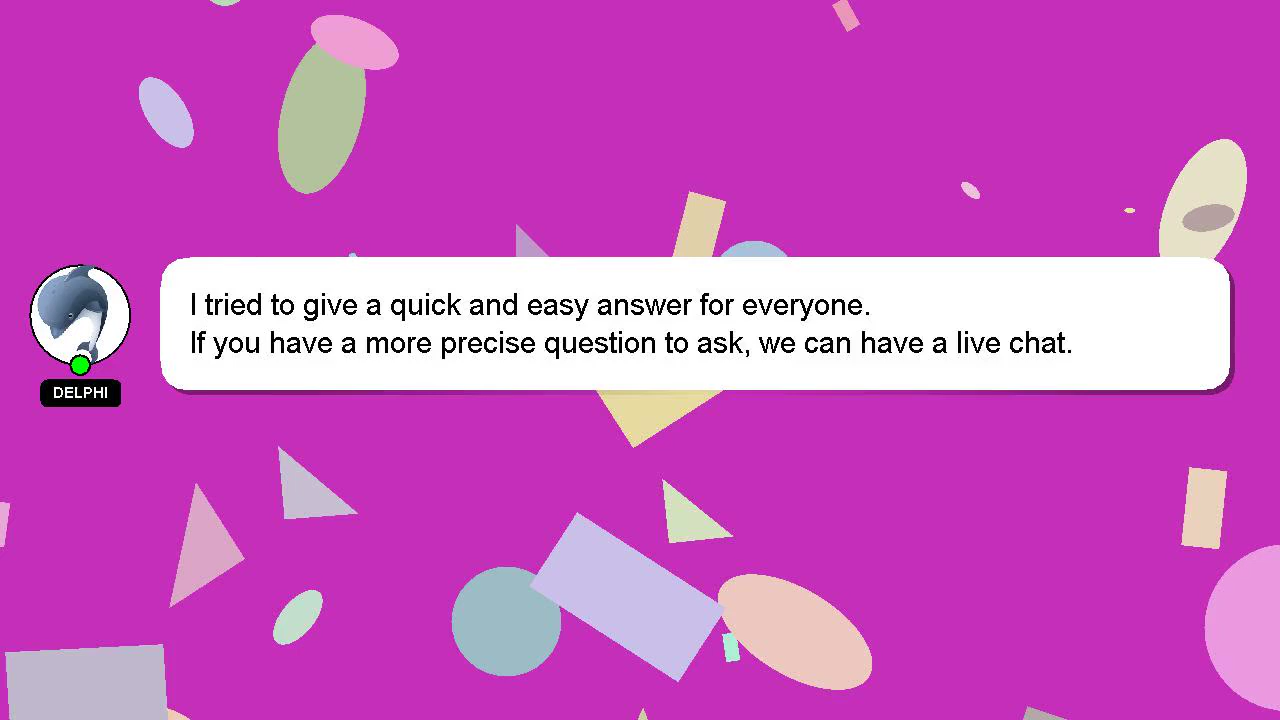 I tried to give a quick and easy answer for everyone.
If you have a more precise question to ask, we can have a live chat.
DELPHI